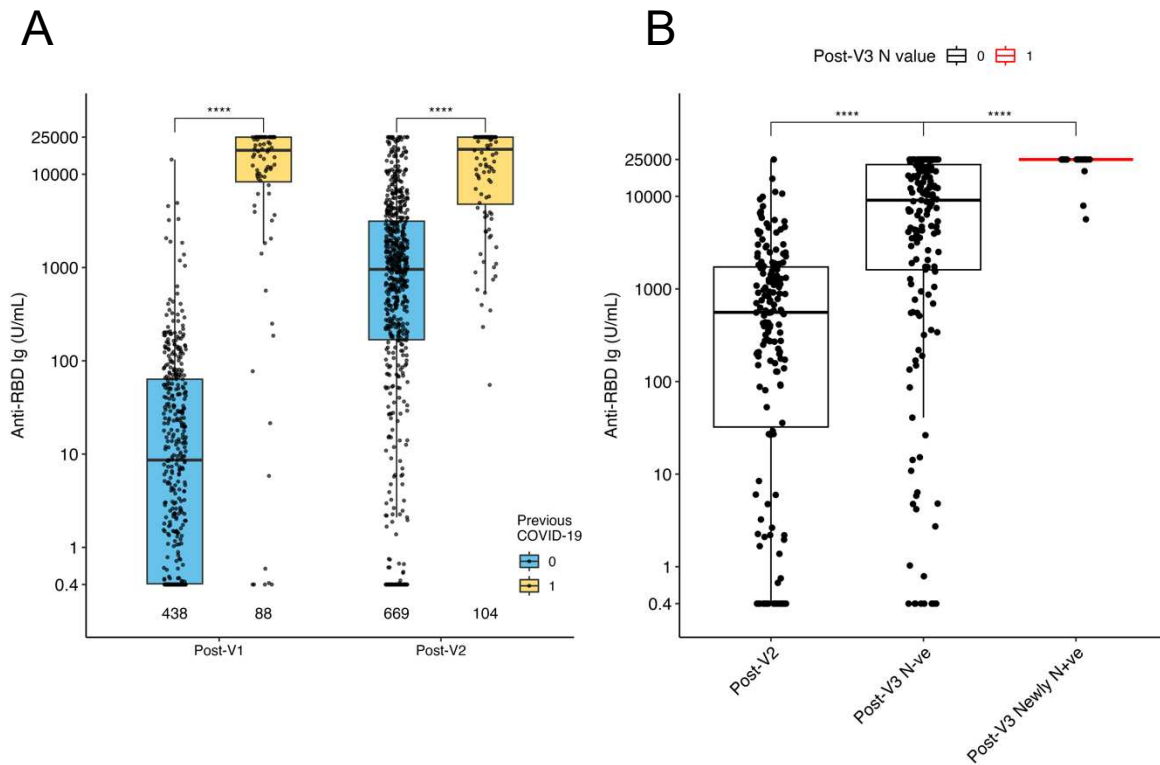 A
Anti-RBD Ig (U/mL)
25000
10000
1000
100
10
1
0.4
****
****
Previous
COVID-19
0
1
438
88
669
104
Post-V1
Post-V2
B
Post-V3 N value 0 1
Anti-RBD Ig (U/mL)
25000
10000
1000
100
10
1
0.4
****
****
Post-V2
Post-V3 N-ve
Post-V3 Newly N+ve